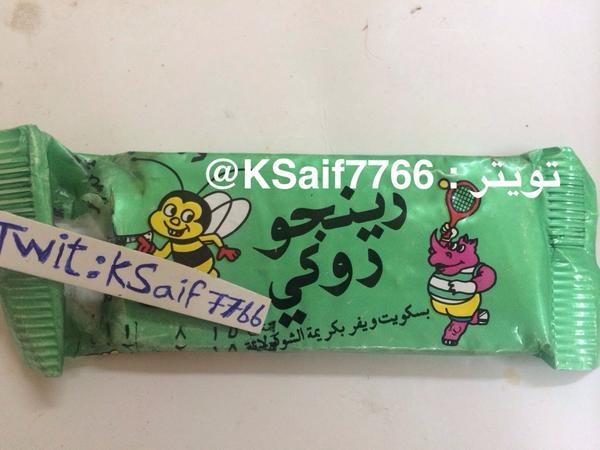 تويتر : @KSaif7766
رينجو
روكي
بسكويت ويفر بكريمة الشوكولاتة
Twit:KSaif7766